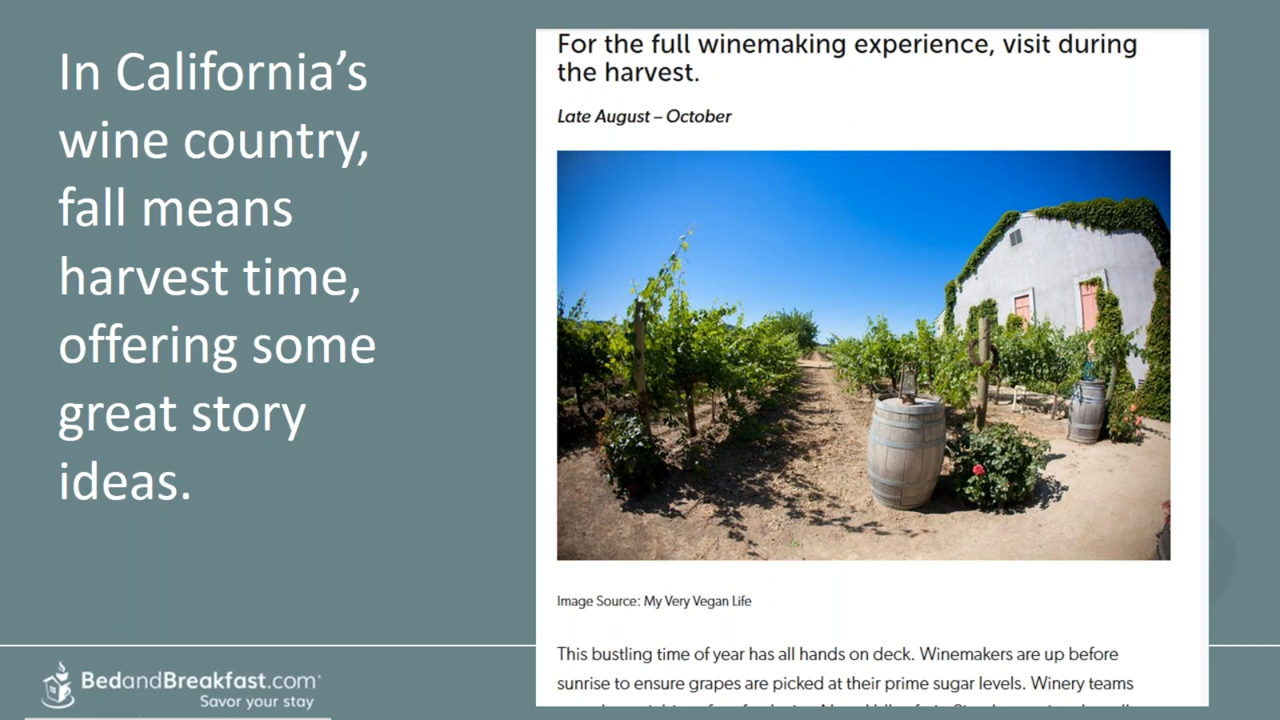 In California’s
wine country,
fall means
harvest time,
offering some
great story
ideas.
For the full winemaking experience, visit during
the harvest.
Late August – October
Image Source: My Very Vegan Life
This bustling time of year has all hands on deck. Winemakers are up before
sunrise to ensure grapes are picked at their prime sugar levels. Winery teams
BedandBreakfast.com
Savor your stay